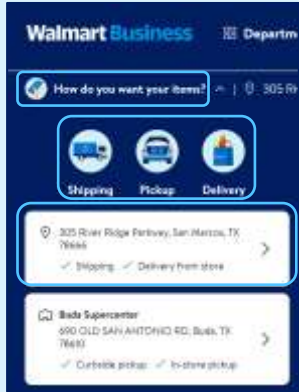 Walmart Business Departm
How do you want your items? | 305 R
Shipping Pickup Delivery
305 River Ridge Parkway, San Marcos, TX
78666
Shipping Delivery from store
Buda Supercenter
690 OLD SAN ANTONIO RD, Buda, TX
78610
Curbside pickup In-store pickup